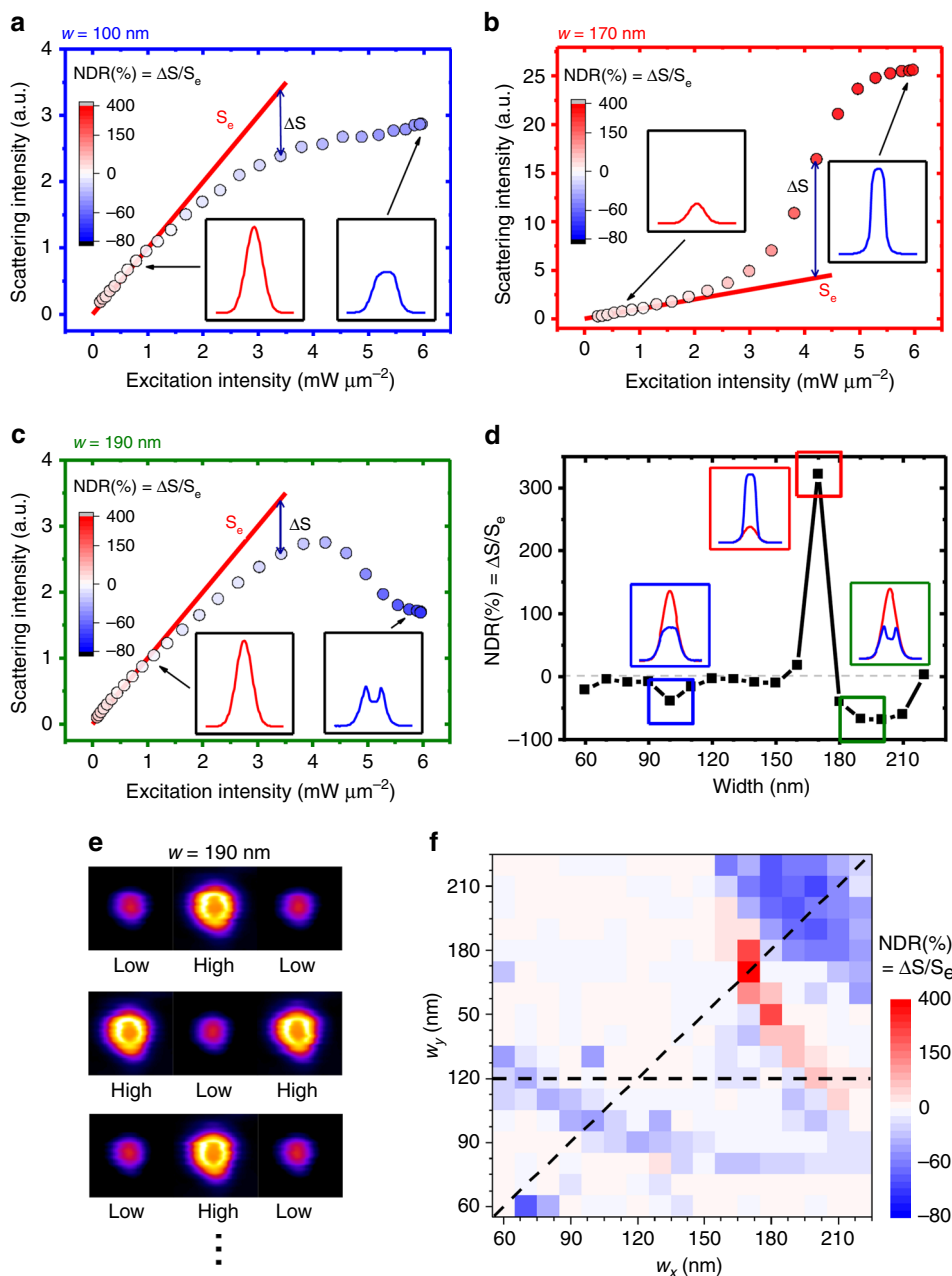 a
w = 100 nm
NDR(%) = ΔS/Se
400
150
0
−60
−80
Se
ΔS
4
3
2
1
0
Scattering intensity (a.u.)
0 1 2 3 4 5 6
Excitation intensity (mW μm−2)
b
w = 170 nm
NDR(%) = ΔS/Se
400
150
0
−60
−80
ΔS
Se
25
20
15
10
5
0
Scattering intensity (a.u.)
0 1 2 3 4 5 6
Excitation intensity (mW μm−2)
c
w = 190 nm
NDR(%) = ΔS/Se
400
150
0
−60
−80
Se
ΔS
4
3
2
1
0
Scattering intensity (a.u.)
0 1 2 3 4 5 6
Excitation intensity (mW μm−2)
d
300
200
100
0
−100
NDR(%) = ΔS/Se
60 90 120 150 180 210
Width (nm)
e
w = 190 nm
Low High Low
High Low High
Low High Low
f
210
180
50
120
90
60
wy (nm)
60 90 120 150 180 210
wx (nm)
NDR(%)
= ΔS/Se
400
150
0
−60
−80